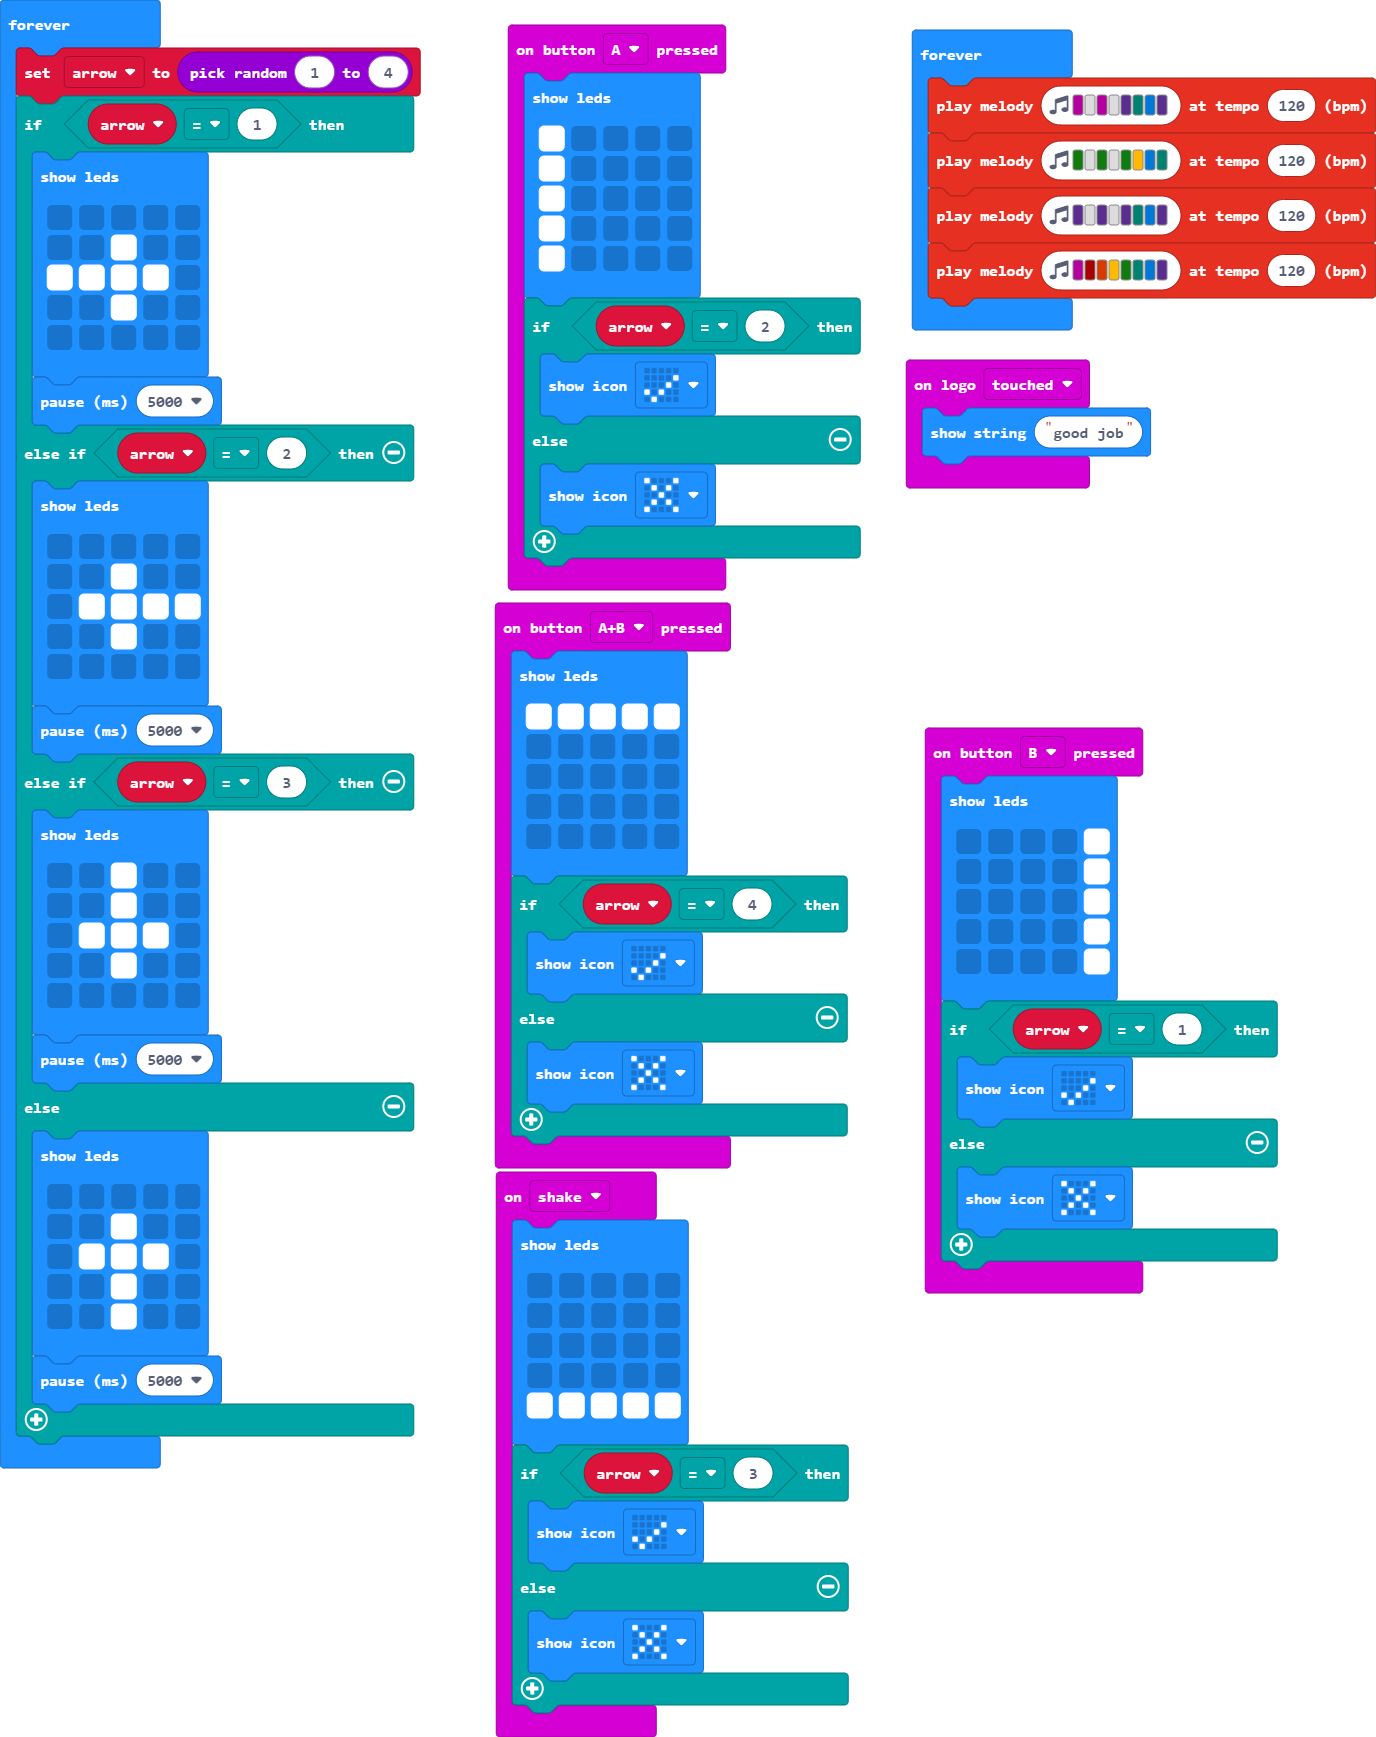 forever
set arrow to pick random 1 to 4
if arrow = 1 then
show leds
pause (ms) 5000
else if arrow = 2 then
show leds
pause (ms) 5000
else if arrow = 3 then
show leds
pause (ms) 5000
else
show leds
pause (ms) 5000
on button A pressed
show leds
if arrow = 2 then
show icon
else
show icon
on button A+B pressed
show leds
if arrow = 4 then
show icon
else
show icon
on shake
show leds
if arrow = 3 then
show icon
else
show icon
forever
play melody at tempo 120 (bpm)
play melody at tempo 120 (bpm)
play melody at tempo 120 (bpm)
play melody at tempo 120 (bpm)
on logo touched
show string "good job"
on button B pressed
show leds
if arrow = 1 then
show icon
else
show icon